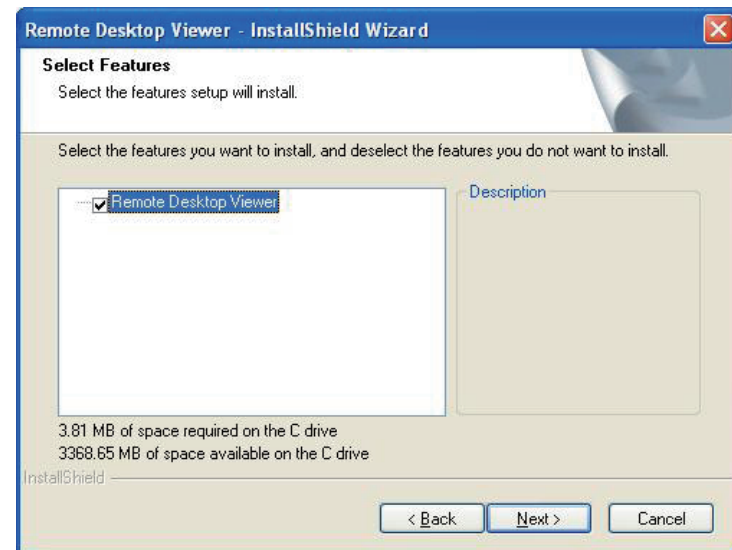 Remote Desktop Viewer - InstallShield Wizard
Select Features
Select the features setup will install.
Select the features you want to install, and deselect the features you do not want to install.
Remote Desktop Viewer
Description
3.81 MB of space required on the C drive
3368.65 MB of space available on the C drive
InstallShield
< Back
Next >
Cancel